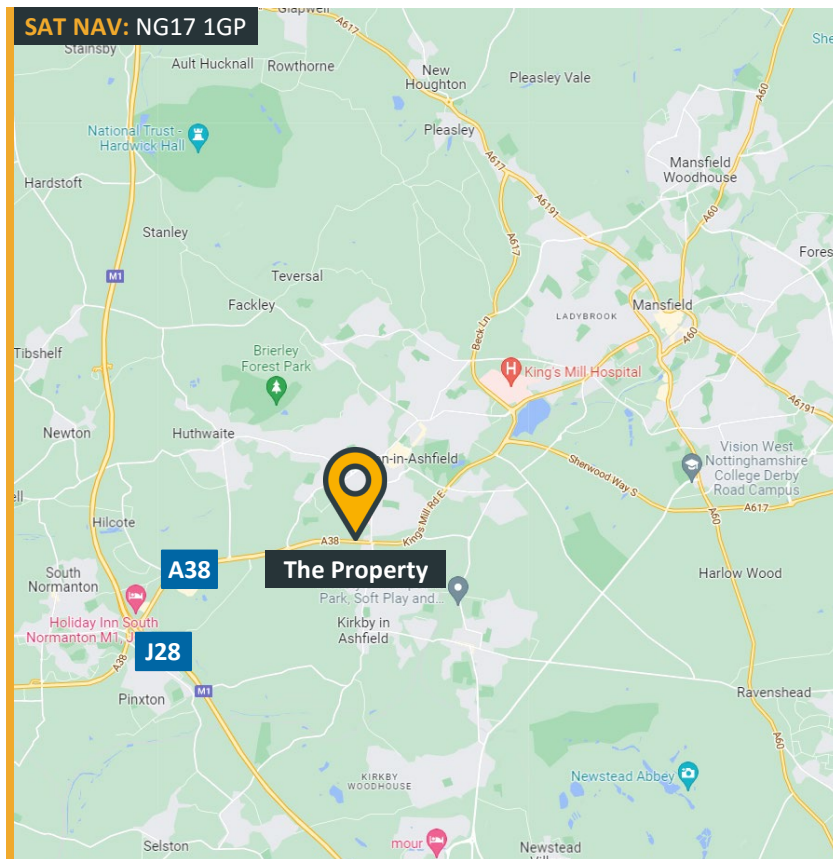 SAT NAV: NG17 1GP
Glapwell
A617
Stainsby
Ault Hucknall
Rowthorne
New
Houghton
Pleasley Vale
A60
National Trust -
Hardwick Hall
Pleasley
A617
Mansfield
Woodhouse
Hardstoft
A6191
A60
Stanley
A617
M1
Teversal
Fackley
LADYBROOK
Mansfield
Beck Ln
Tibshelf
Brierley
Forest Park
King's Mill Hospital
A60
A6191
Newton
Huthwaite
n-in-Ashfield
Vision West
Nottinghamshire
College Derby
Road Campus
Sherwood Way S
A617
Hilcote
A38
Kings Mill Rd E
A38
The Property
South
Normanton
Harlow Wood
Park, Soft Play and...
Holiday Inn South
Normanton M1, J
Kirkby in
Ashfield
J28
A38
M1
Pinxton
Ravenshead
A60
KIRKBY
WOODHOUSE
Newstead Abbey
Selston
mour
Newstead